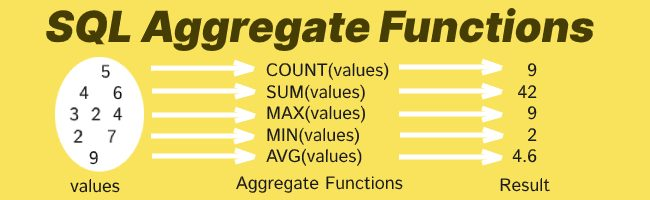 SQL Aggregate Functions
5 COUNT(values) 9
4 6 SUM(values) 42
3 2 4 MAX(values) 9
2 7 MIN(values) 2
9 AVG(values) 4.6
values Aggregate Functions Result